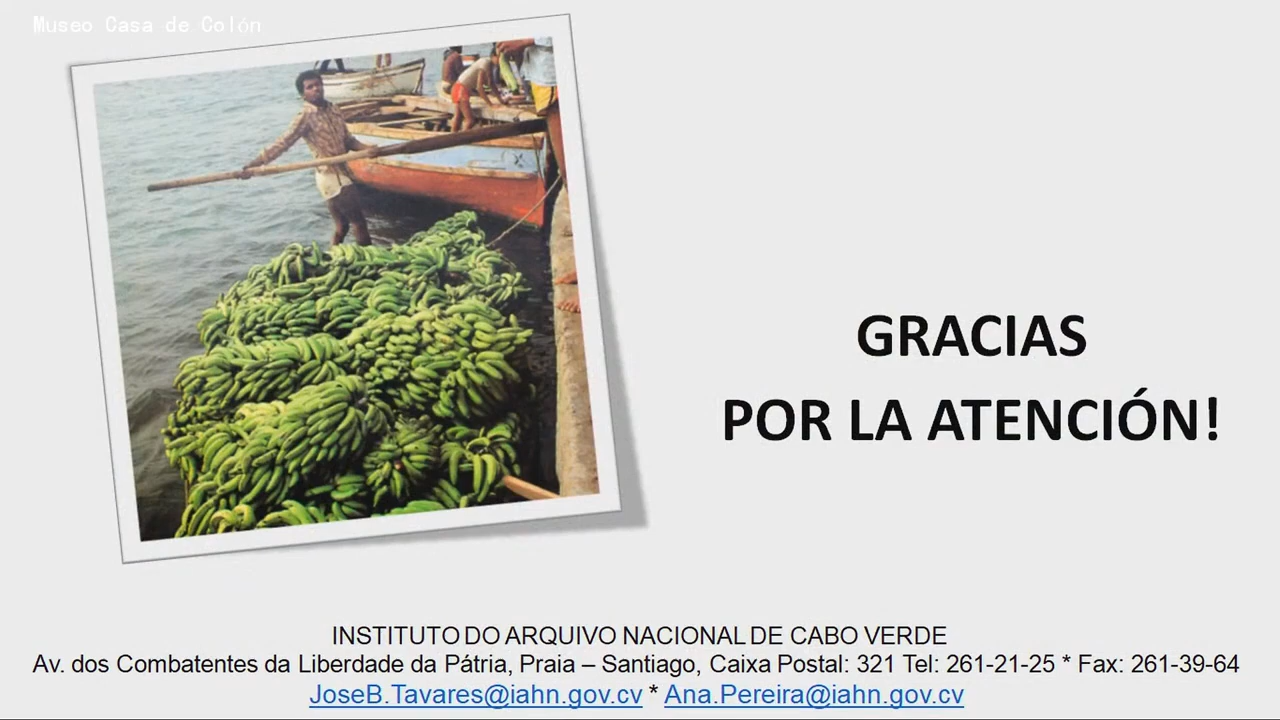 Museo Casa de Colón
GRACIAS
POR LA ATENCIÓN!
INSTITUTO DO ARQUIVO NACIONAL DE CABO VERDE
Av. dos Combatentes da Liberdade da Pátria, Praia – Santiago, Caixa Postal: 321 Tel: 261-21-25 * Fax: 261-39-64
JoseB.Tavares@iahn.gov.cv * Ana.Pereira@iahn.gov.cv